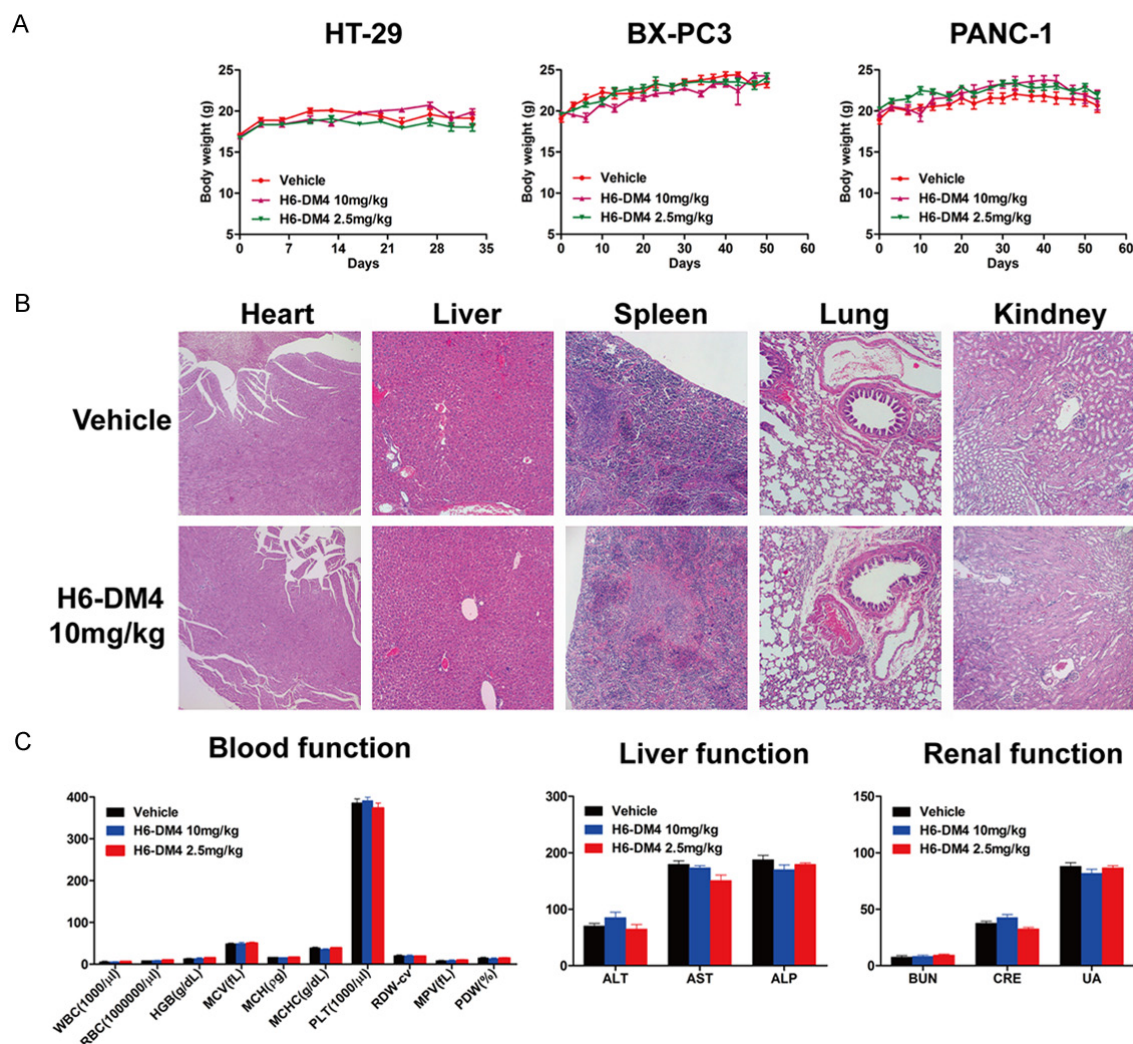 A
HT-29
BX-PC3
PANC-1
Body weight (g)
25
20
15
10
5
Vehicle
H6-DM4 10mg/kg
H6-DM4 2.5mg/kg
0 7 14 21 28 35
Days
Body weight (g)
25
20
15
10
5
Vehicle
H6-DM4 10mg/kg
H6-DM4 2.5mg/kg
0 10 20 30 40 50 60
Days
Body weight (g)
25
20
15
10
5
Vehicle
H6-DM4 10mg/kg
H6-DM4 2.5mg/kg
0 10 20 30 40 50 60
Days
B
Heart Liver Spleen Lung Kindney
Vehicle
H6-DM4
10mg/kg
C
Blood function
400
300
200
100
0
Vehicle
H6-DM4 10mg/kg
H6-DM4 2.5mg/kg
WBC(1000/μl)
RBC(1000000/μl)
HGB(g/dL)
MCV(fL)
MCH(pg)
MCHC(g/dL)
PLT(1000/μl)
RDW-cv
MPV(fL)
PDW(%)
Liver function
300
200
100
0
Vehicle
H6-DM4 10mg/kg
H6-DM4 2.5mg/kg
ALT AST ALP
Renal function
150
100
50
0
Vehicle
H6-DM4 10mg/kg
H6-DM4 2.5mg/kg
BUN CRE UA